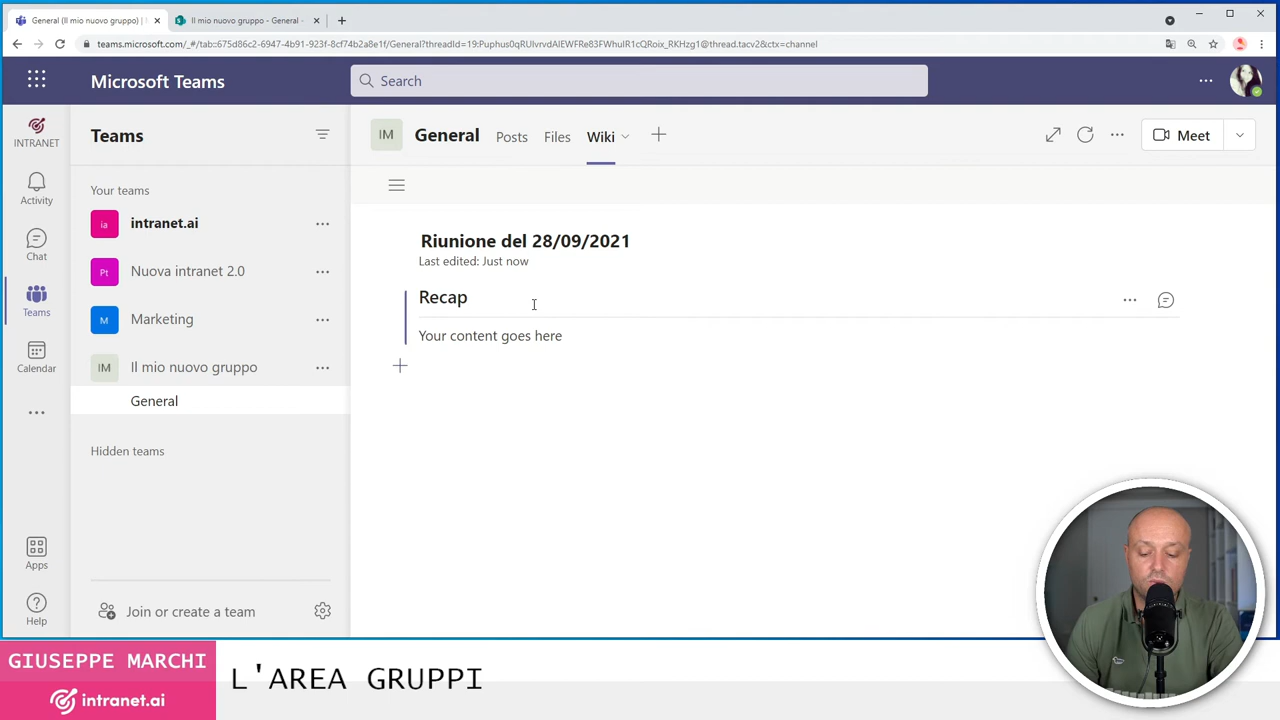 General (Il mio nuovo gruppo) |
Il mio nuovo gruppo - General -
teams.microsoft.com/_#/tab::675d86c2-6947-4b91-923f-8cf74b2a8e1f/General?threadId=19:Puphus0qRUIvrvdAlEWFRe83FWhuIR1cQRoix_RKHzg1@thread.tacv2&ctx=channel
Microsoft Teams
Search
INTRANET
Activity
Chat
Teams
Calendar
Apps
Help
Teams
Your teams
ia intranet.ai
Pt Nuova intranet 2.0
M Marketing
IM Il mio nuovo gruppo
General
Hidden teams
Join or create a team
IM General Posts Files Wiki
Meet
Riunione del 28/09/2021
Last edited: Just now
Recap
Your content goes here
GIUSEPPE MARCHI
intranet.ai
L'AREA GRUPPI